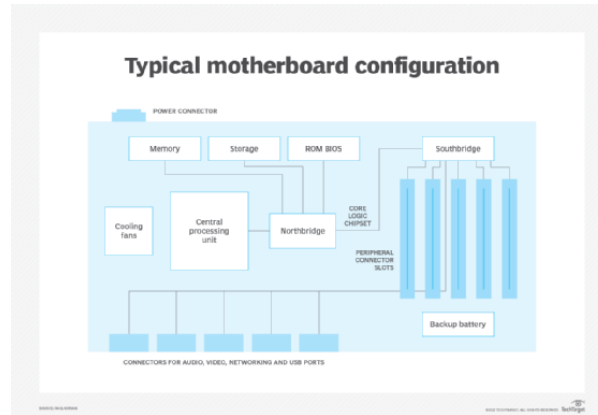 Typical motherboard configuration
POWER CONNECTOR
Memory
Storage
ROM BIOS
Southbridge
Cooling
fans
Central
processing
unit
Northbridge
CORE
LOGIC
CHIPSET
PERIPHERAL
CONNECTOR
SLOTS
Backup battery
CONNECTORS FOR AUDIO, VIDEO, NETWORKING AND USB PORTS
TechTarget